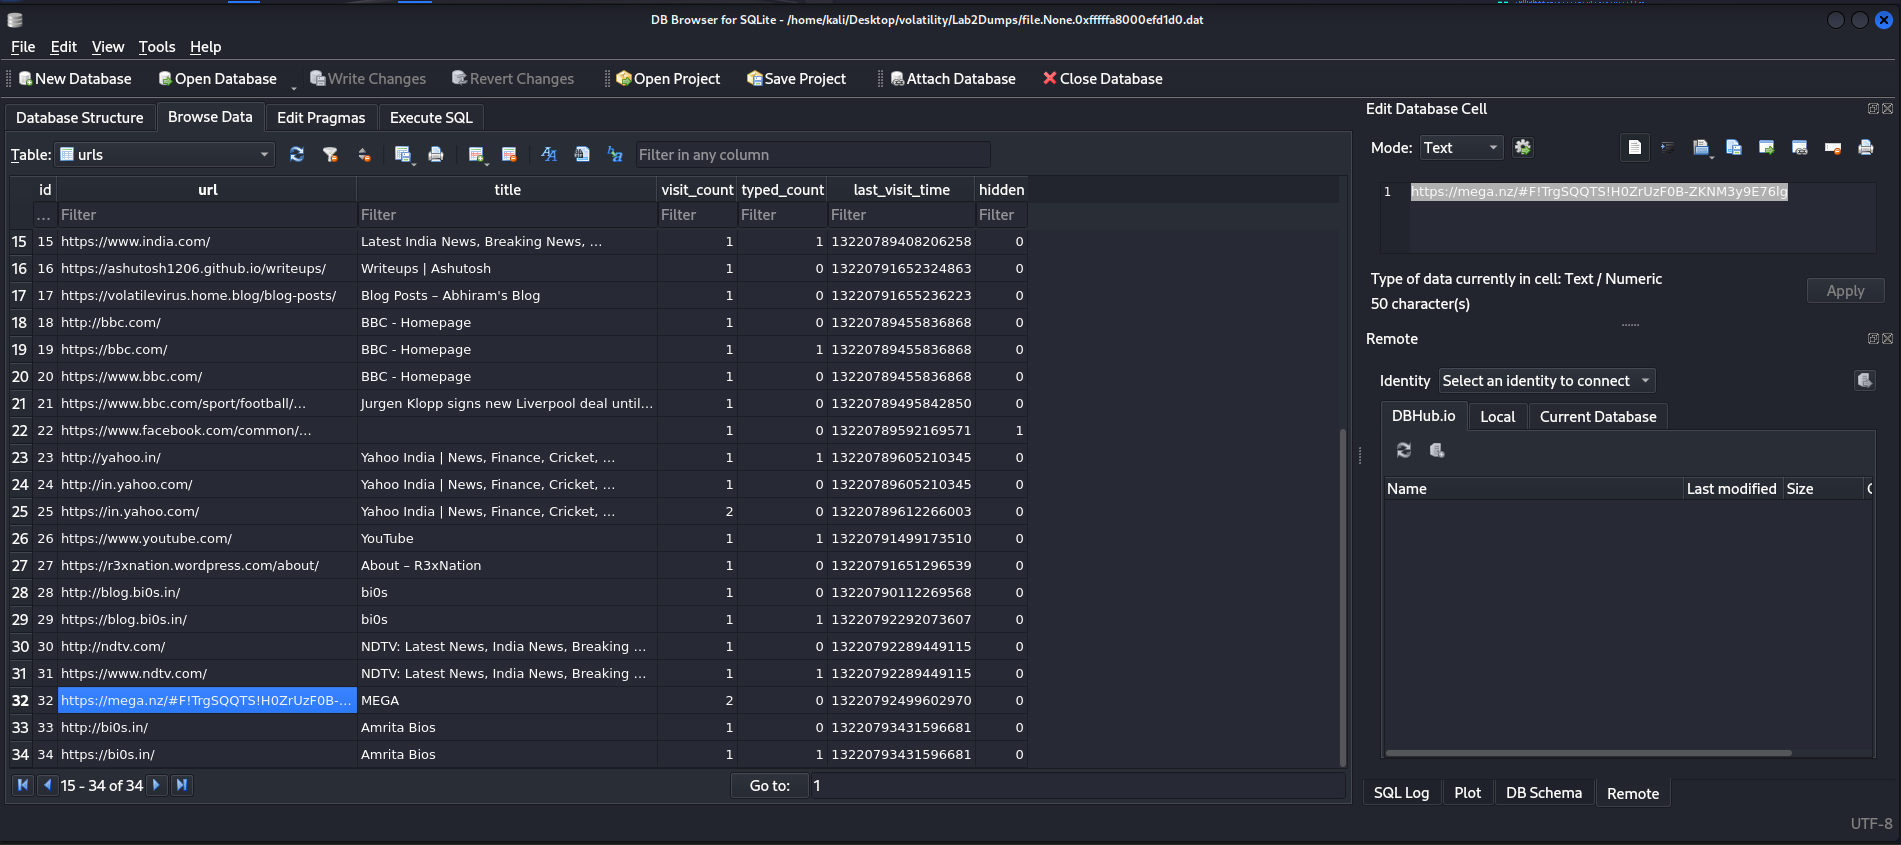 DB Browser for SQLite - /home/kali/Desktop/volatility/Lab2Dumps/file.None.0xfffffa8000efd1d0.dat
File Edit View Tools Help
New Database Open Database Write Changes Revert Changes Open Project Save Project Attach Database Close Database
Database Structure Browse Data Edit Pragmas Execute SQL
Table: urls Filter in any column
id url title visit_count typed_count last_visit_time hidden
... Filter Filter Filter Filter Filter Filter
15 15 https://www.india.com/ Latest India News, Breaking News, ... 1 1 13220789408206258 0
16 16 https://ashutosh1206.github.io/writeups/ Writeups | Ashutosh 1 0 13220791652324863 0
17 17 https://volatilevirus.home.blog/blog-posts/ Blog Posts – Abhiram's Blog 1 0 13220791655236223 0
18 18 http://bbc.com/ BBC - Homepage 1 0 13220789455836868 0
19 19 https://bbc.com/ BBC - Homepage 1 1 13220789455836868 0
20 20 https://www.bbc.com/ BBC - Homepage 1 0 13220789455836868 0
21 21 https://www.bbc.com/sport/football/... Jurgen Klopp signs new Liverpool deal until... 1 0 13220789495842850 0
22 22 https://www.facebook.com/common/... 1 0 13220789592169571 1
23 23 http://yahoo.in/ Yahoo India | News, Finance, Cricket, ... 1 1 13220789605210345 0
24 24 http://in.yahoo.com/ Yahoo India | News, Finance, Cricket, ... 1 0 13220789605210345 0
25 25 https://in.yahoo.com/ Yahoo India | News, Finance, Cricket, ... 2 0 13220789612266003 0
26 26 https://www.youtube.com/ YouTube 1 1 13220791499173510 0
27 27 https://r3xnation.wordpress.com/about/ About – R3xNation 1 0 13220791651296539 0
28 28 http://blog.bi0s.in/ bi0s 1 0 13220790112269568 0
29 29 https://blog.bi0s.in/ bi0s 1 1 13220792292073607 0
30 30 http://ndtv.com/ NDTV: Latest News, India News, Breaking ... 1 0 13220792289449115 0
31 31 https://www.ndtv.com/ NDTV: Latest News, India News, Breaking ... 1 1 13220792289449115 0
32 32 https://mega.nz/#F!TrgSQQTS!H0ZrUzF0B-... MEGA 2 0 13220792499602970 0
33 33 http://bi0s.in/ Amrita Bios 1 0 13220793431596681 0
34 34 https://bi0s.in/ Amrita Bios 1 1 13220793431596681 0
15 - 34 of 34 Go to: 1
Edit Database Cell
Mode: Text
1 https://mega.nz/#F!TrgSQQTS!H0ZrUzF0B-ZKNM3y9E76lg
Type of data currently in cell: Text / Numeric
50 character(s)
Apply
Remote
Identity Select an identity to connect
DBHub.io Local Current Database
Name Last modified Size
SQL Log Plot DB Schema Remote
UTF-8